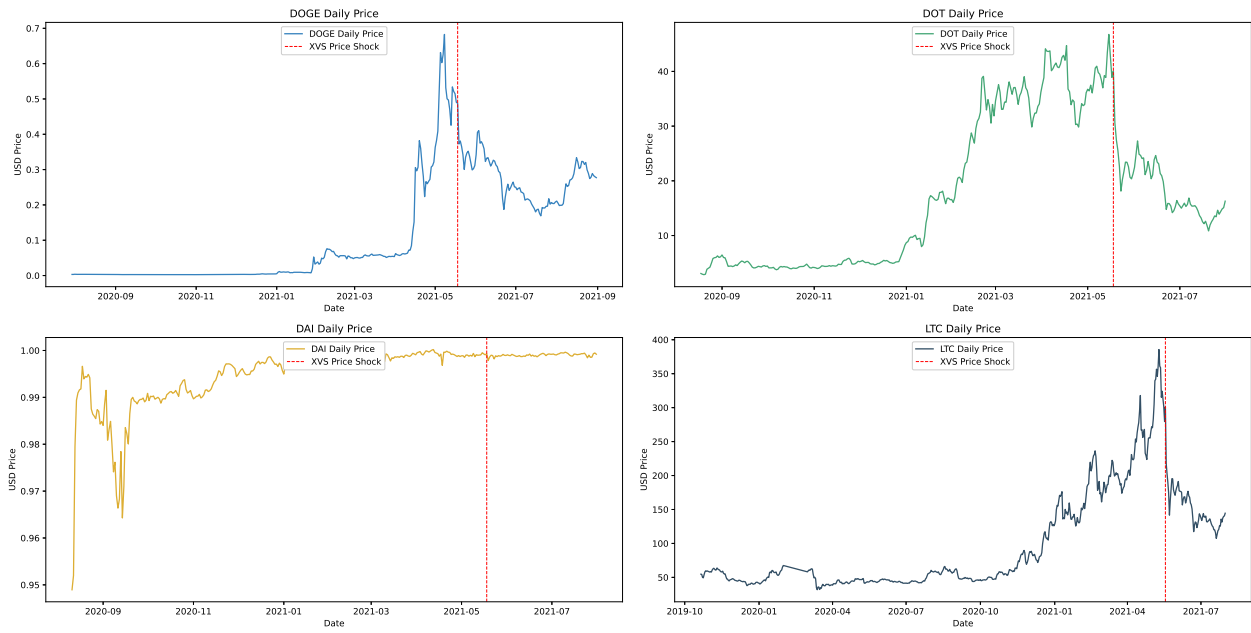 DOGE Daily Price
DOGE Daily Price
XVS Price Shock
0.7
0.6
0.5
0.4
0.3
0.2
0.1
0.0
USD Price
2020-09
2020-11
2021-01
2021-03
2021-05
2021-07
2021-09
Date
DOT Daily Price
DOT Daily Price
XVS Price Shock
40
30
20
10
USD Price
2020-09
2020-11
2021-01
2021-03
2021-05
2021-07
Date
DAI Daily Price
DAI Daily Price
XVS Price Shock
1.00
0.99
0.98
0.97
0.96
0.95
USD Price
2020-09
2020-11
2021-01
2021-03
2021-05
2021-07
Date
LTC Daily Price
LTC Daily Price
XVS Price Shock
400
350
300
250
200
150
100
50
USD Price
2019-10
2020-01
2020-04
2020-07
2020-10
2021-01
2021-04
2021-07
Date